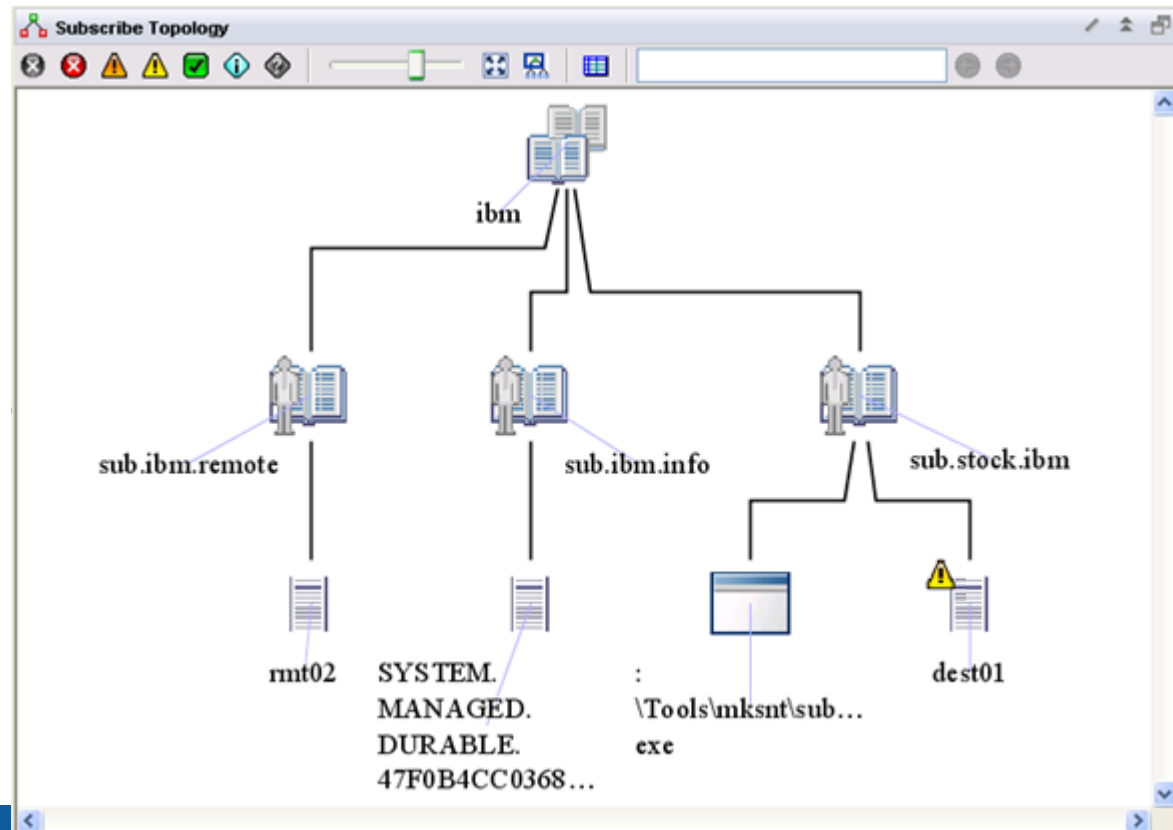 Subscribe Topology
ibm
sub.ibm.remote
sub.ibm.info
sub.stock.ibm
rmt02
SYSTEM.
MANAGED.
DURABLE.
47F0B4CC0368...
:
\Tools\mksnt\sub...
exe
dest01